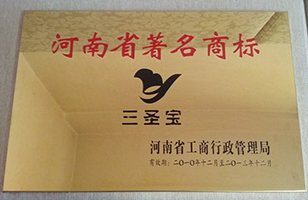 河南省著名商标
三圣宝
河南省工商行政管理局
有效期：二〇一〇年十二月至二〇一三年十二月